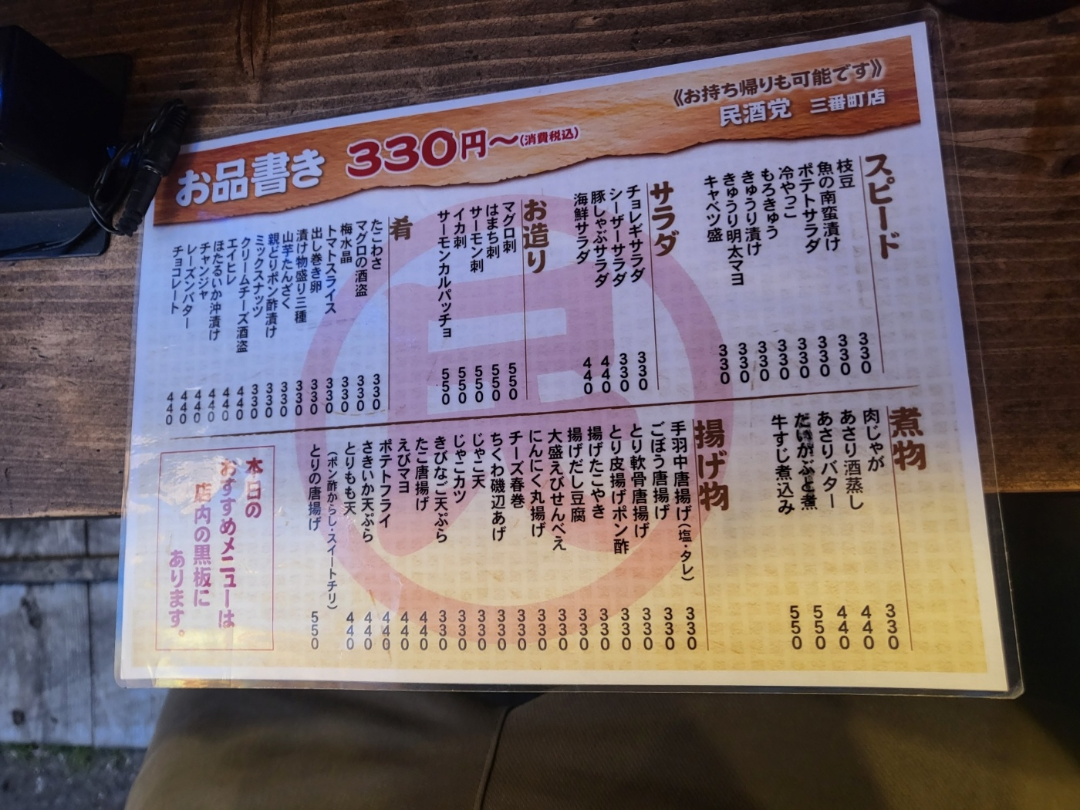 お品書き 330円〜(消費税込)
《お持ち帰りも可能です》
民酒党 三番町店
スピード
枝豆 330
魚の南蛮漬け 330
ポテトサラダ 330
冷やっこ 330
もろきゅう 330
きゅうり漬け 330
きゅうり明太マヨ 330
キャベツ盛 330
サラダ
チョレギサラダ 330
シーザーサラダ 330
豚しゃぶサラダ 440
海鮮サラダ 440
お造り
マグロ刺 550
はまち刺 550
サーモン刺 550
イカ刺 550
サーモンカルパッチョ 550
肴
たこわさ 330
マグロの酒盗 330
梅水晶 330
トマトスライス 330
出し巻き卵 330
漬け物盛り三種 330
山芋たんざく 330
親どりポン酢漬け 330
ミックスナッツ 330
クリームチーズ酒盗 440
エイヒレ 440
ほたるいか沖漬け 440
チャンジャ 440
レーズンバター 440
チョコレート 440
煮物
肉じゃが 330
あさり酒蒸し 440
あさりバター 440
550
牛すじ煮込み 550
揚げ物
手羽中唐揚げ(塩・タレ) 330
ごぼう唐揚げ 330
とり軟骨唐揚げ 330
とり皮揚げポン酢 330
揚げたこやき 330
揚げだし豆腐 330
大盛えびせんべえ 330
にんにく丸揚げ 330
チーズ春巻 330
ちくわ磯辺あげ 330
じゃこ天 330
じゃこカツ 330
きびなご天ぷら 330
たこ唐揚げ 440
えびマヨ 440
ポテトフライ 440
さきいか天ぷら 440
とりもも天 440
(ポン酢からし・スイートチリ)
とりの唐揚げ 550
本日の
おすすめメニューは
店内の黒板に
あります。